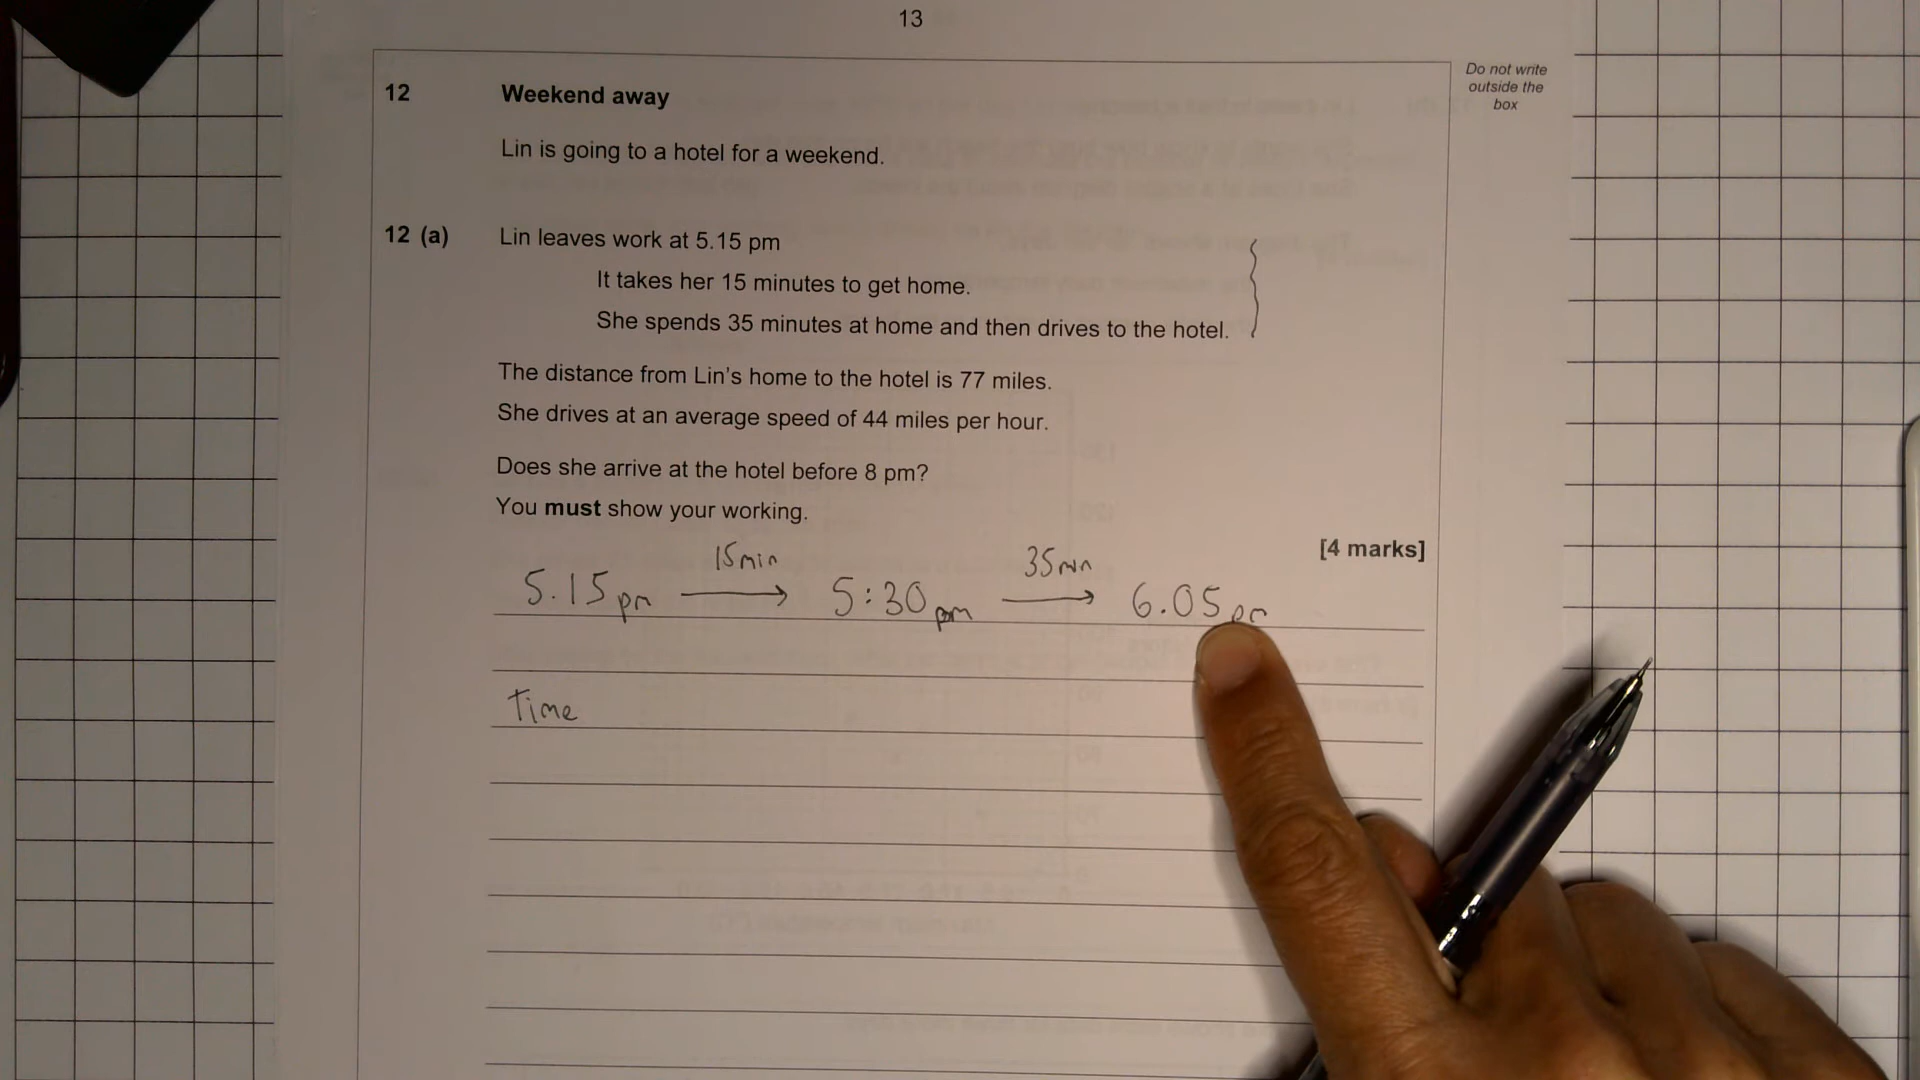 13
Do not write
outside the
box
12 Weekend away
Lin is going to a hotel for a weekend.
12 (a) Lin leaves work at 5.15 pm
It takes her 15 minutes to get home.
She spends 35 minutes at home and then drives to the hotel.
The distance from Lin's home to the hotel is 77 miles.
She drives at an average speed of 44 miles per hour.
Does she arrive at the hotel before 8 pm?
You must show your working.
[4 marks]
15min 35min
5.15pm → 5:30pm → 6.05pm
Time